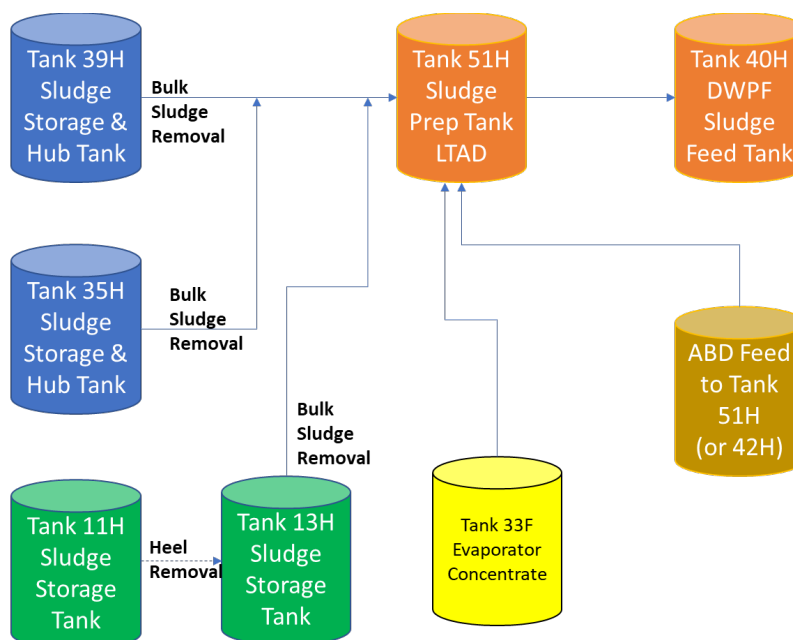 Tank 39H
Sludge
Storage &
Hub Tank
Bulk
Sludge
Removal
Tank 51H
Sludge
Prep Tank
LTAD
Tank 40H
DWPF
Sludge
Feed Tank
Tank 35H
Sludge
Storage &
Hub Tank
Bulk
Sludge
Removal
ABD Feed
to Tank
51H
(or 42H)
Bulk
Sludge
Removal
Tank 11H
Sludge
Storage
Tank
Heel
Removal
Tank 13H
Sludge
Storage
Tank
Tank 33F
Evaporator
Concentrate